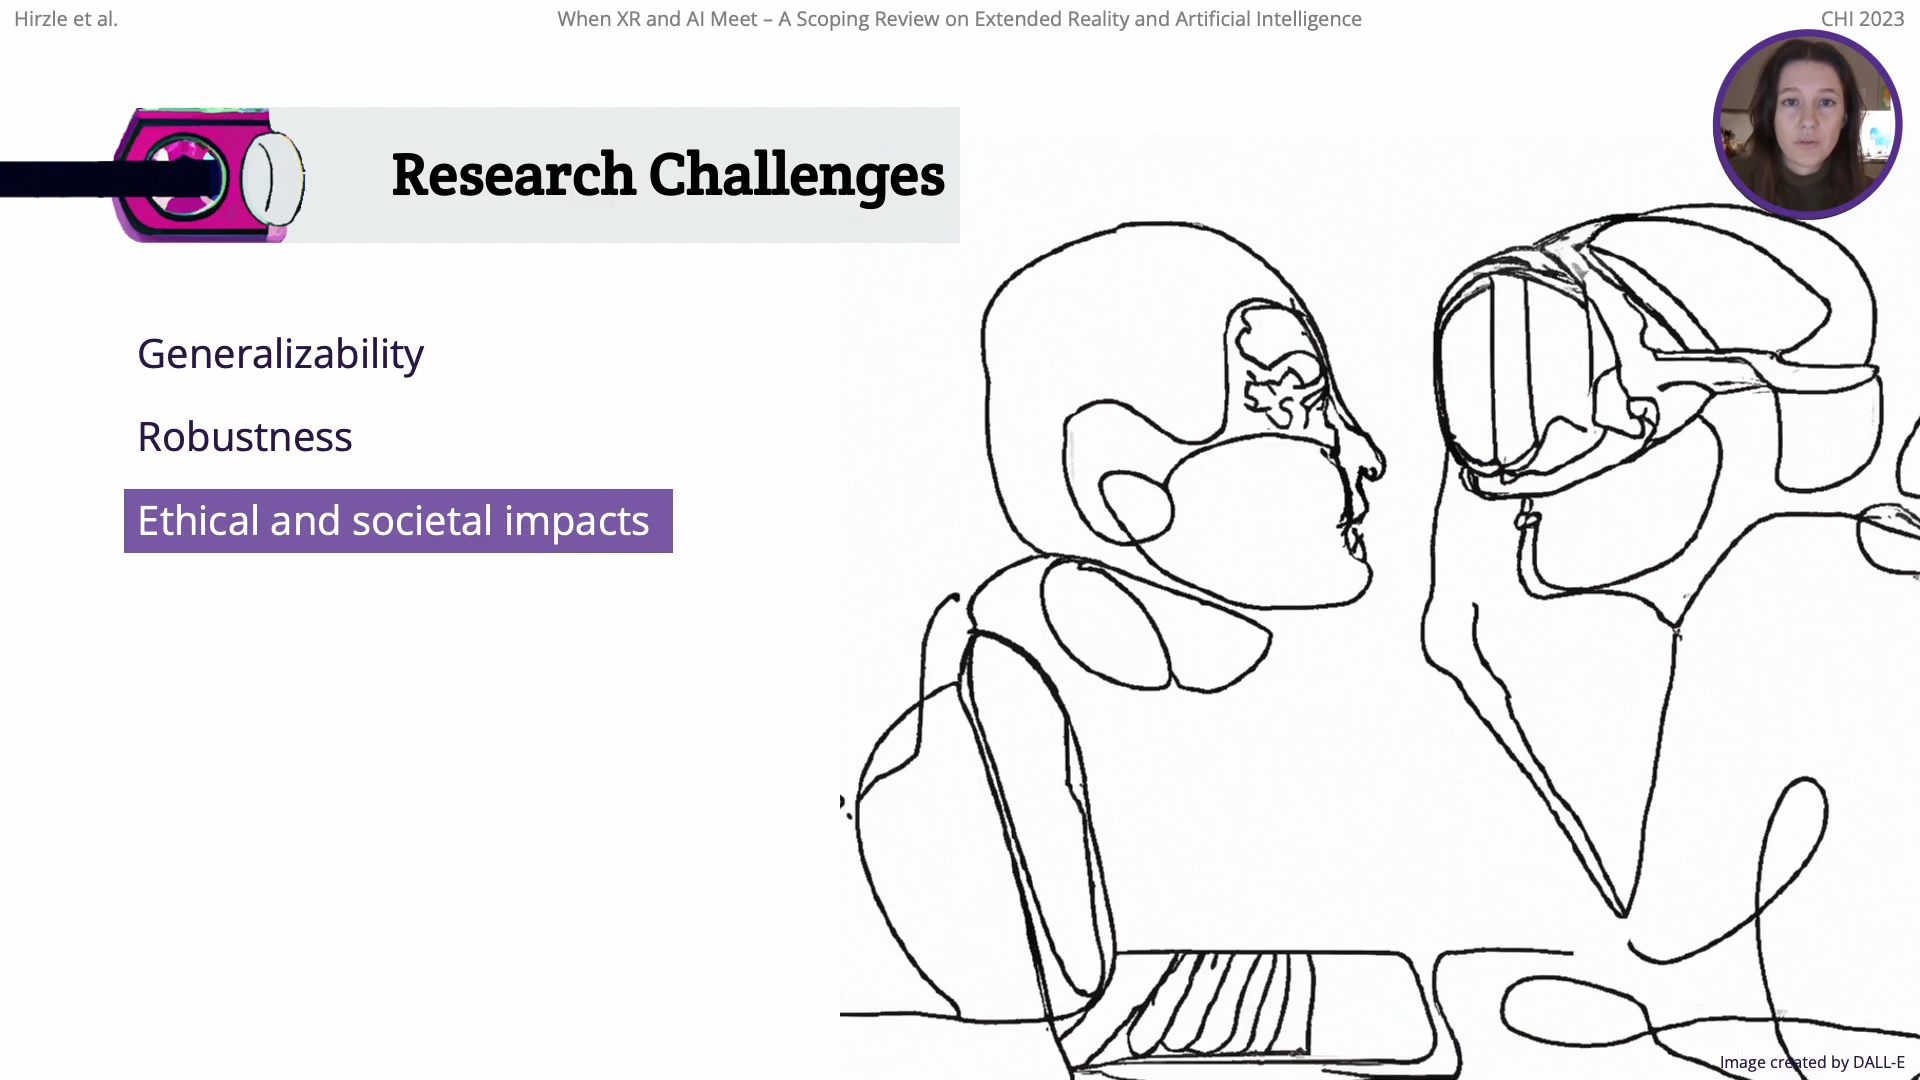 Hirzle et al.
When XR and AI Meet – A Scoping Review on Extended Reality and Artificial Intelligence
CHI 2023
Research Challenges
Generalizability
Robustness
Ethical and societal impacts
Image created by DALL-E